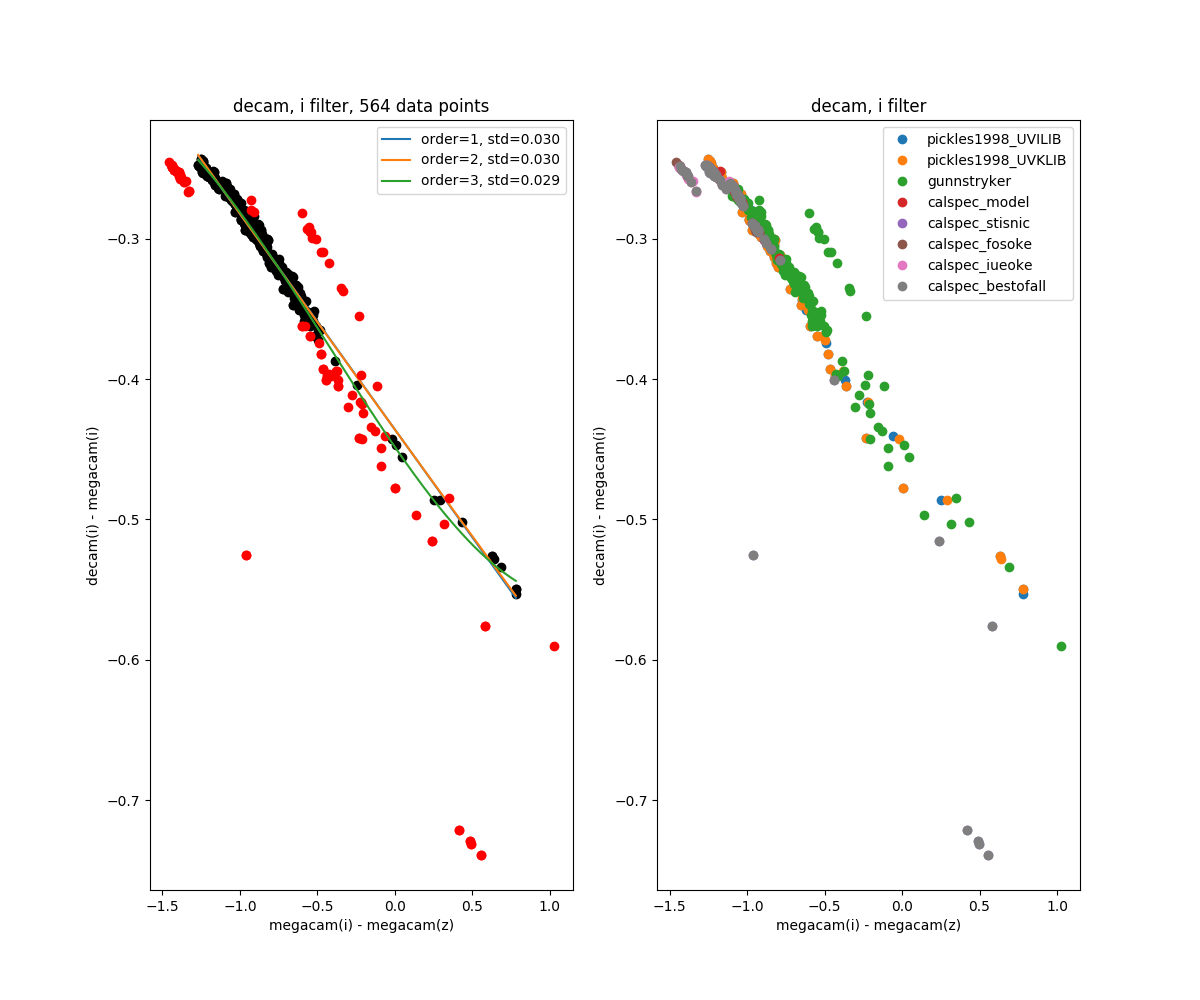 decam, i filter, 564 data points
order=1, std=0.030
order=2, std=0.030
order=3, std=0.029
−0.3
−0.4
−0.5
−0.6
−0.7
decam(i) - megacam(i)
−1.5
−1.0
−0.5
0.0
0.5
1.0
megacam(i) - megacam(z)
decam, i filter
pickles1998_UVILIB
pickles1998_UVKLIB
gunnstryker
calspec_model
calspec_stisnic
calspec_fosoke
calspec_iueoke
calspec_bestofall
−0.3
−0.4
−0.5
−0.6
−0.7
decam(i) - megacam(i)
−1.5
−1.0
−0.5
0.0
0.5
1.0
megacam(i) - megacam(z)